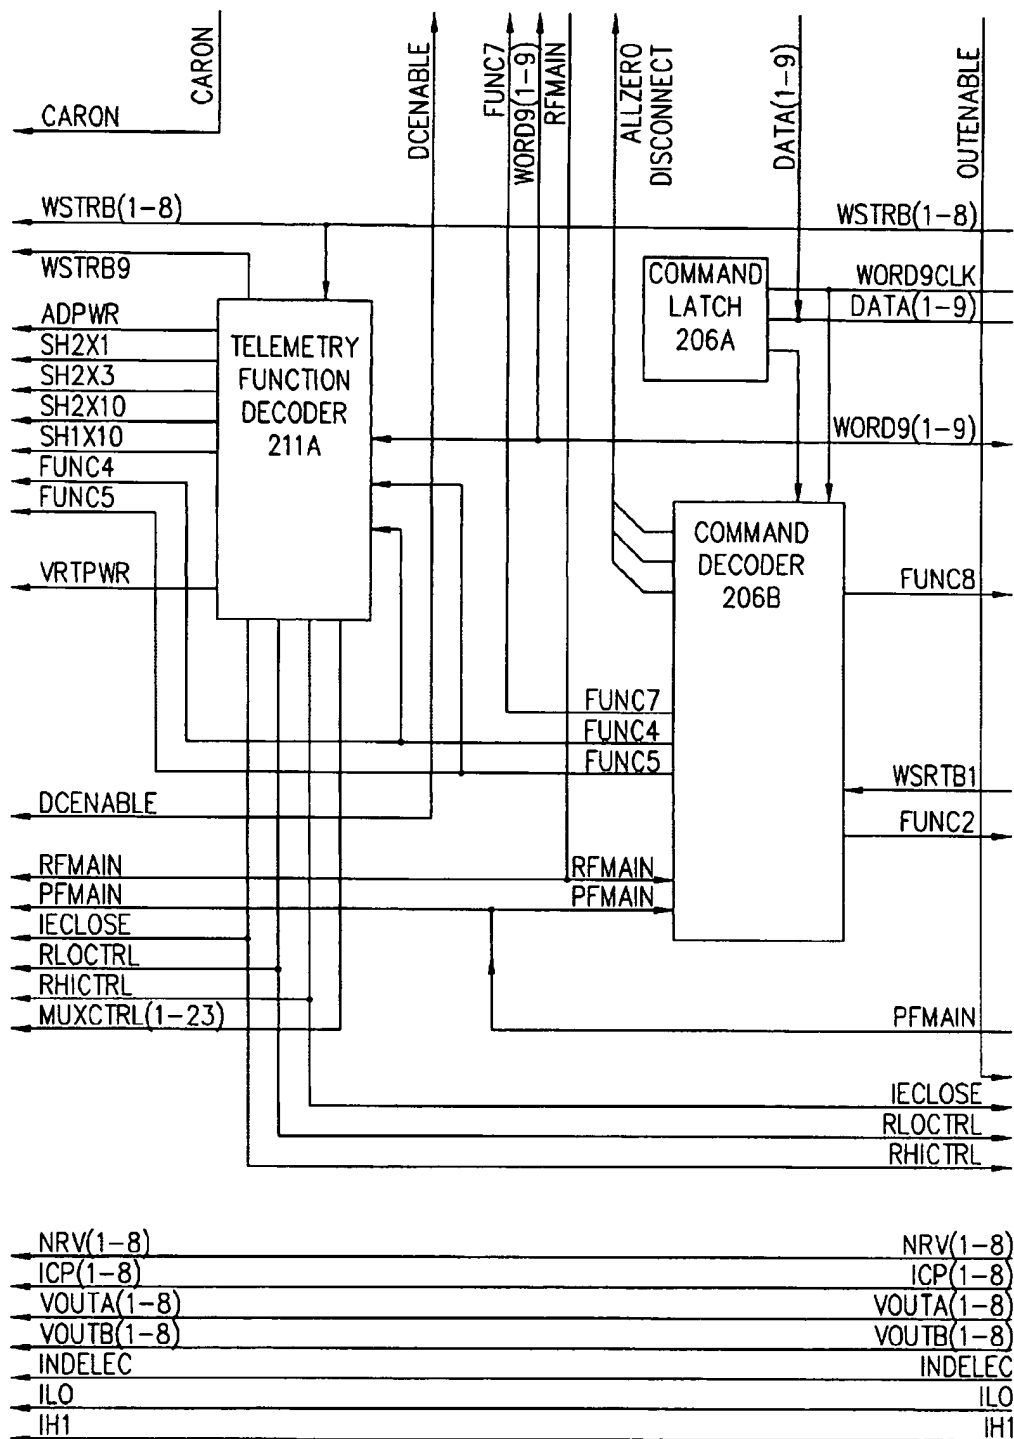 CARON
DCENABLE
FUNC7
WORD9(1-9)
RFMAIN
ALLZERO
DISCONNECT
DATA(1-9)
OUTENABLE
CARON
WSTRB(1-8)
WSTRB(1-8)
WSTRB9
COMMAND
LATCH
206A
WORD9CLK
DATA(1-9)
ADPWR
SH2X1
SH2X3
SH2X10
SH1X10
FUNC4
FUNC5
VRTPWR
TELEMETRY
FUNCTION
DECODER
211A
WORD9(1-9)
COMMAND
DECODER
206B
FUNC8
FUNC7
FUNC4
FUNC5
WSRTB1
FUNC2
DCENABLE
RFMAIN
RFMAIN
PFMAIN
PFMAIN
IECLOSE
RLOCTRL
RHICTRL
MUXCTRL(1-23)
PFMAIN
IECLOSE
RLOCTRL
RHICTRL
NRV(1-8)
NRV(1-8)
ICP(1-8)
ICP(1-8)
VOUTA(1-8)
VOUTA(1-8)
VOUTB(1-8)
VOUTB(1-8)
INDELEC
INDELEC
ILO
ILO
IH1
IH1